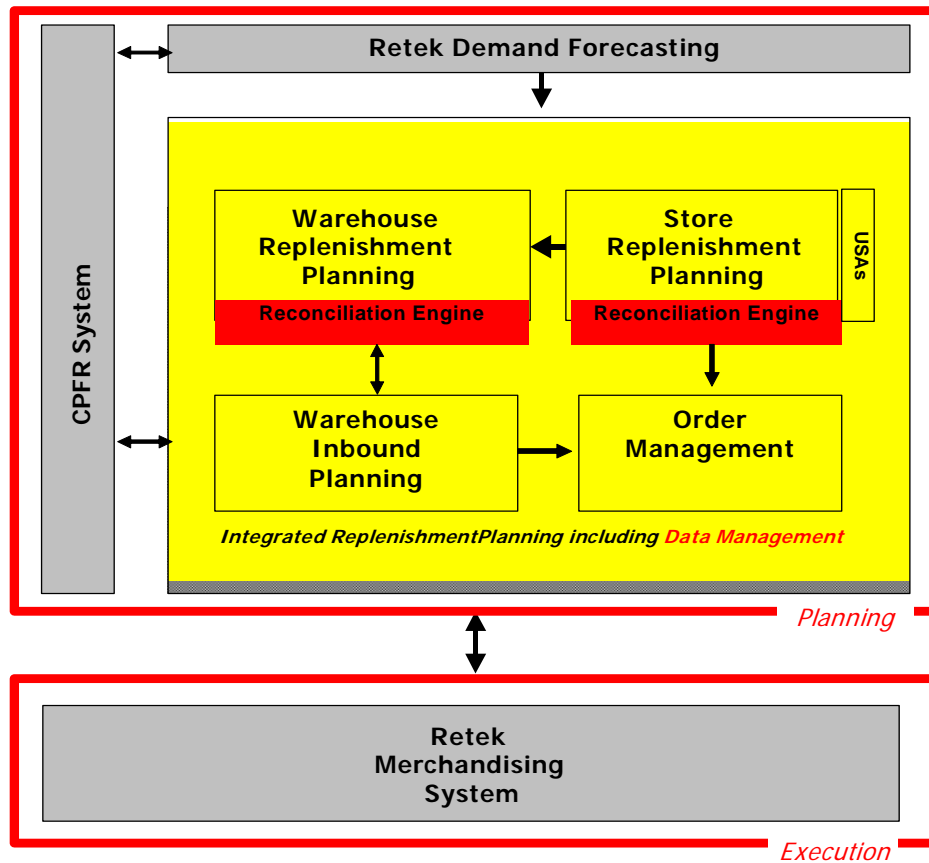 Retek Demand Forecasting
CPFR System
Warehouse
Replenishment
Planning
Reconciliation Engine
Store
Replenishment
Planning
Reconciliation Engine
USAs
Warehouse
Inbound
Planning
Order
Management
Integrated ReplenishmentPlanning including Data Management
Planning
Retek
Merchandising
System
Execution